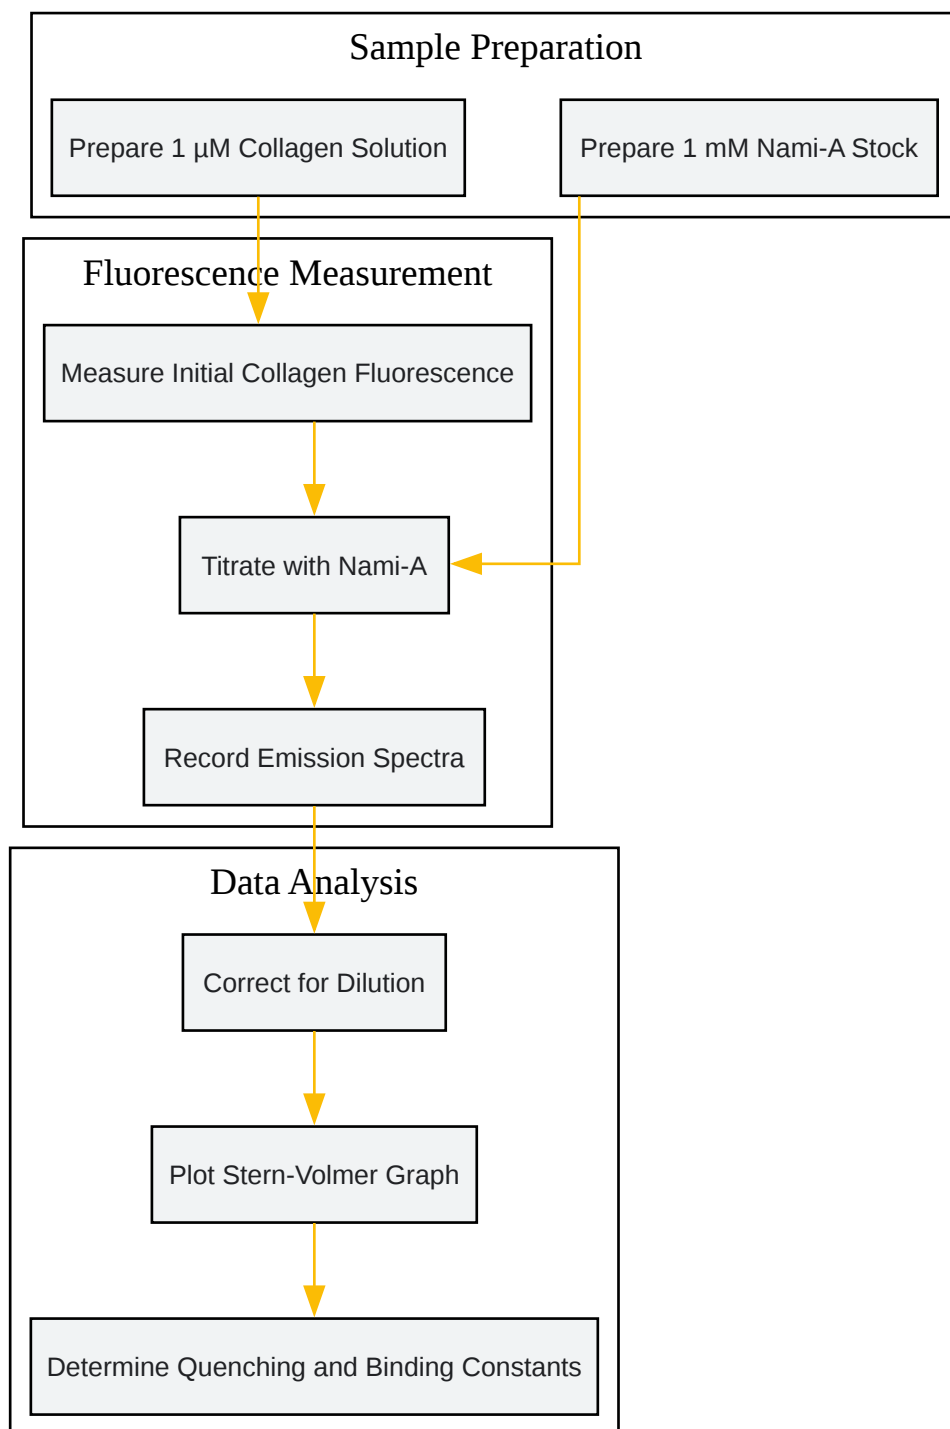 Sample Preparation
Prepare 1 µM Collagen Solution
Prepare 1 mM Nami-A Stock
Fluorescence Measurement
Measure Initial Collagen Fluorescence
Titrate with Nami-A
Record Emission Spectra
Data Analysis
Correct for Dilution
Plot Stern-Volmer Graph
Determine Quenching and Binding Constants